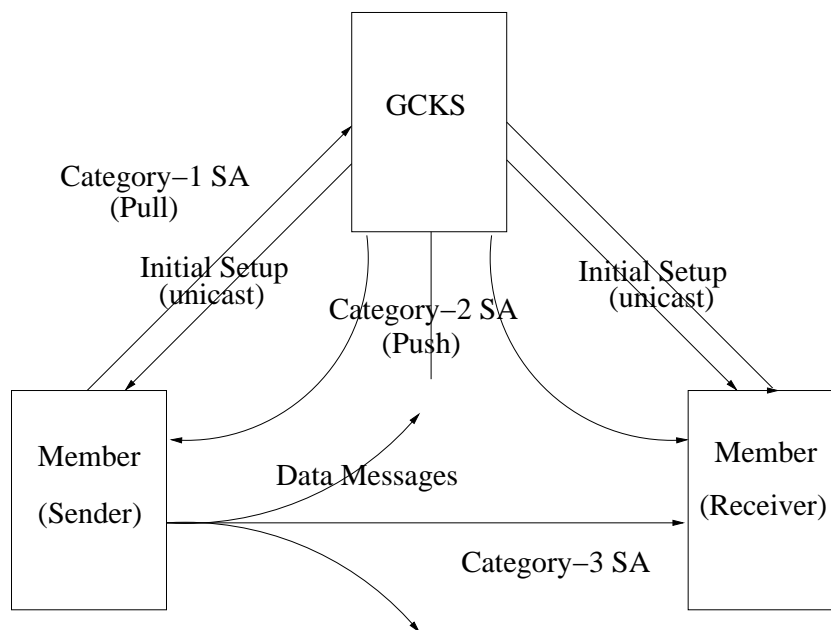 GCKS
Category−1 SA
(Pull)
Initial Setup
(unicast)
Initial Setup
(unicast)
Category−2 SA
(Push)
Member
(Sender)
Data Messages
Member
(Receiver)
Category−3 SA